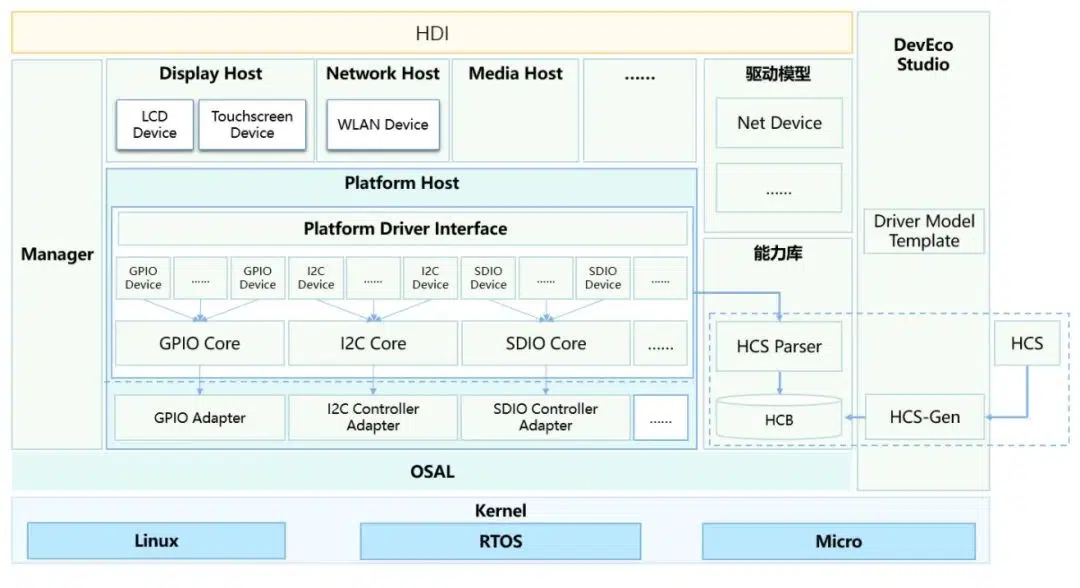 HDI
DevEco
Studio
Manager
Display Host
LCD
Device
Touchscreen
Device
Network Host
WLAN Device
Media Host
......
驱动模型
Net Device
......
Driver Model
Template
Platform Host
Platform Driver Interface
GPIO
Device
......
GPIO
Device
I2C
Device
......
I2C
Device
SDIO
Device
......
SDIO
Device
......
GPIO Core
I2C Core
SDIO Core
......
GPIO Adapter
I2C Controller
Adapter
SDIO Controller
Adapter
......
能力库
HCS Parser
HCB
HCS-Gen
HCS
OSAL
Kernel
Linux
RTOS
Micro